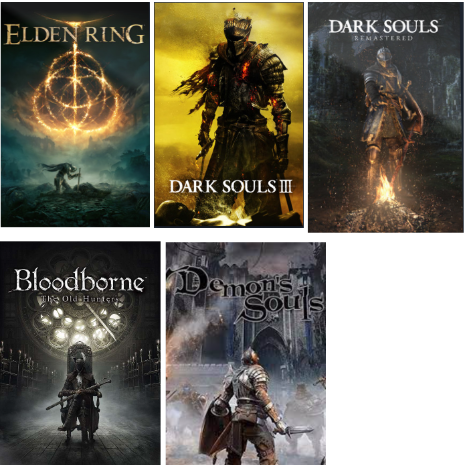 ELDEN RING
DARK SOULS III
DARK SOULS
REMASTERED
Bloodborne
The Old Hunters
Demon's
Souls